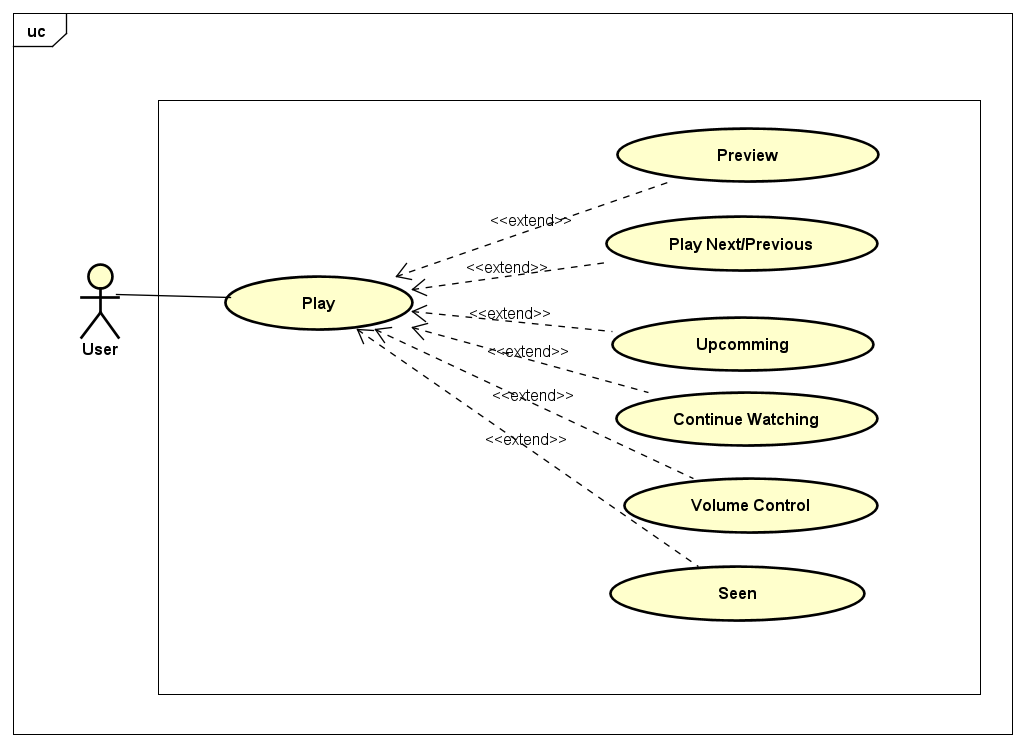 uc
Preview
<<extend>>
Play Next/Previous
<<extend>>
Play
<<extend>>
Upcomming
User
<<extend>>
<<extend>>
Continue Watching
<<extend>>
Volume Control
Seen